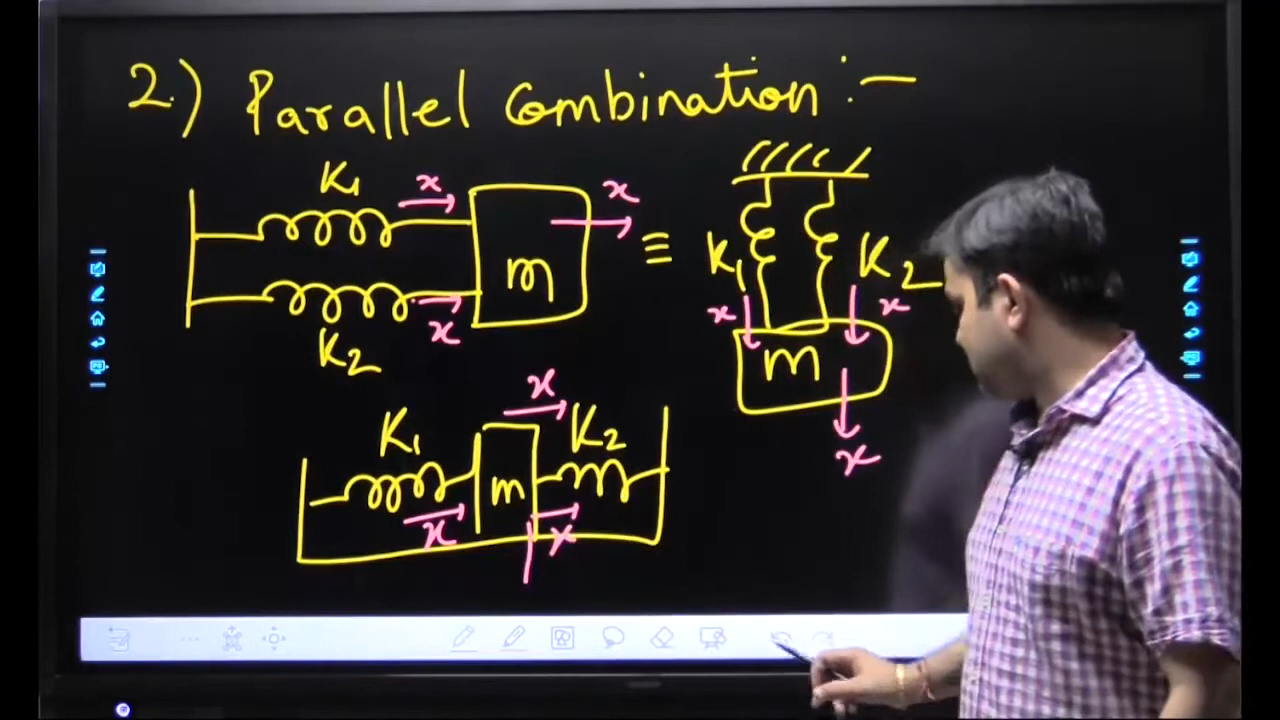 2.) Parallel Combination :-
K1 x
x
m
K2 x
≡
K1 K2
x x
m
x
K1 x K2
m
x x